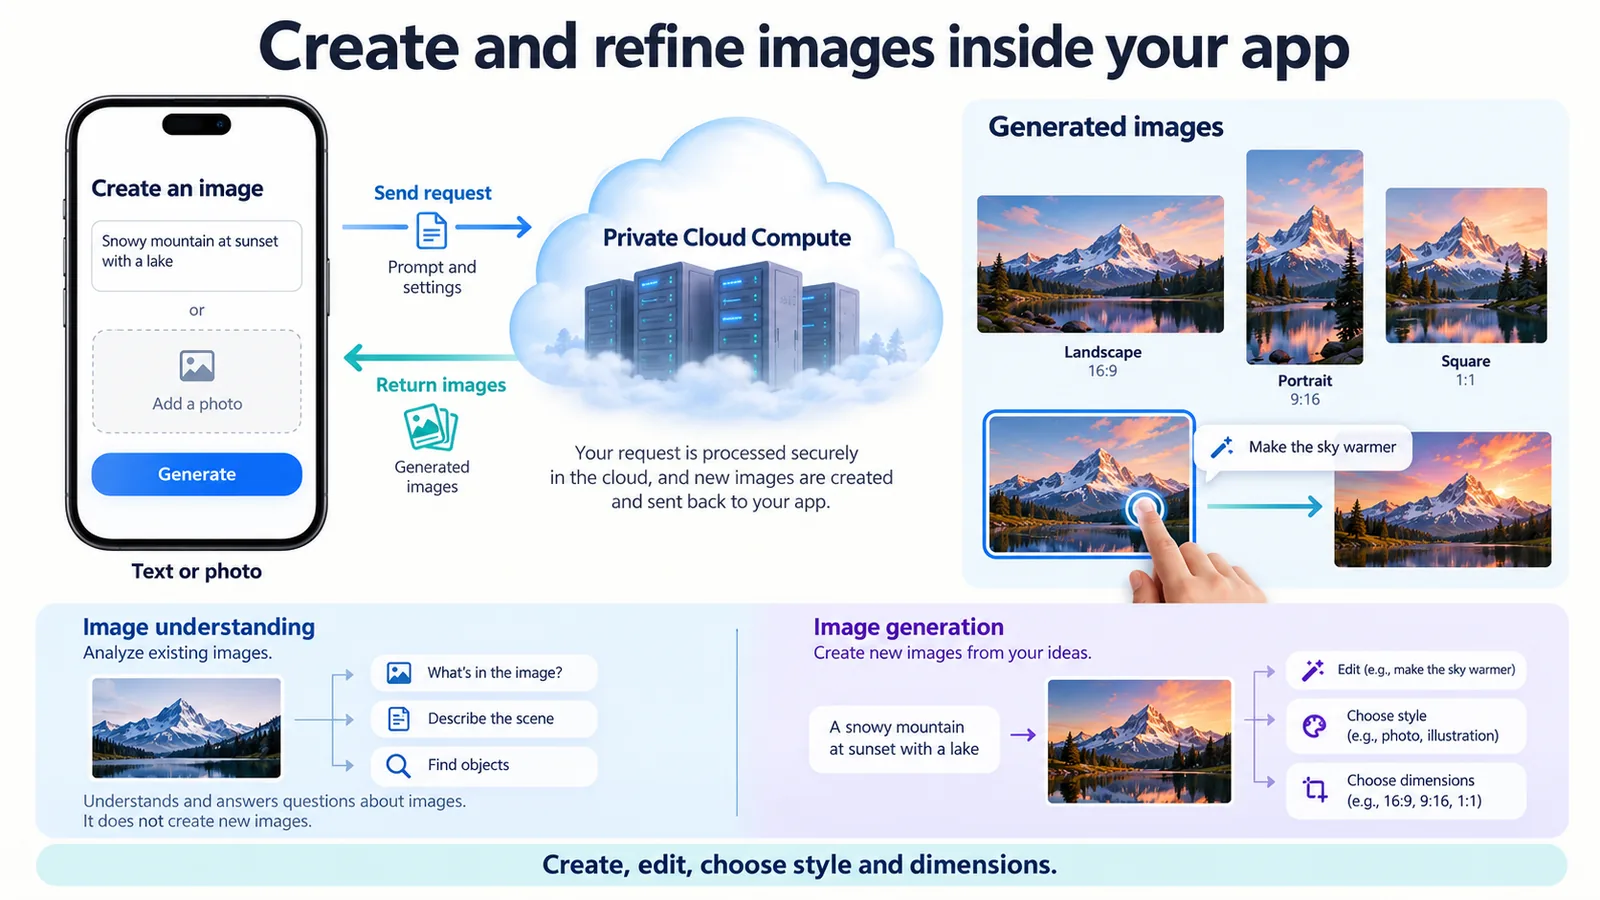 Create and refine images inside your app
Create an image
Snowy mountain at sunset
with a lake
or
Add a photo
Generate
Text or photo
Send request
Prompt and
settings
Return images
Generated
images
Private Cloud Compute
Your request is processed securely
in the cloud, and new images are created
and sent back to your app.
Generated images
Landscape
16:9
Portrait
9:16
Square
1:1
Make the sky warmer
Image understanding
Analyze existing images.
What's in the image?
Describe the scene
Find objects
Understands and answers questions about images.
It does not create new images.
Image generation
Create new images from your ideas.
A snowy mountain
at sunset with a lake
Edit (e.g., make the sky warmer)
Choose style
(e.g., photo, illustration)
Choose dimensions
(e.g., 16:9, 9:16, 1:1)
Create, edit, choose style and dimensions.